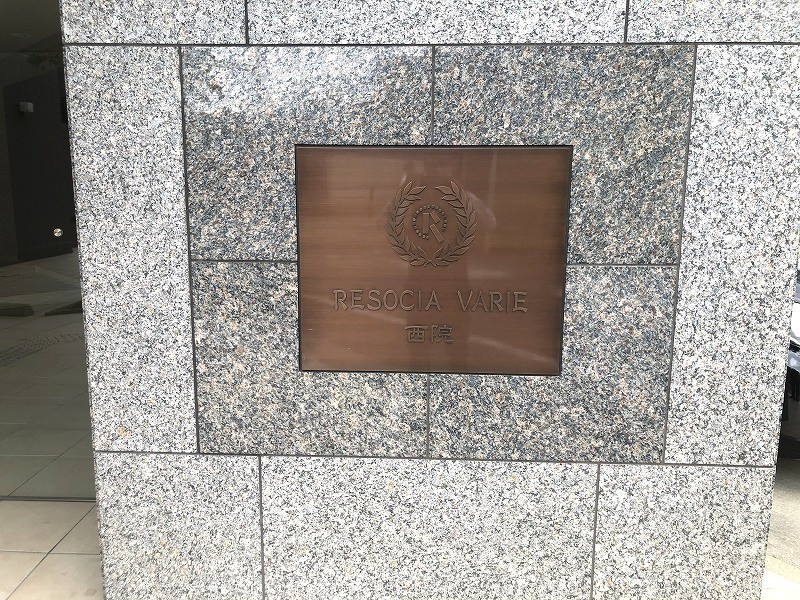 R
RESOCIA VARIE
西院